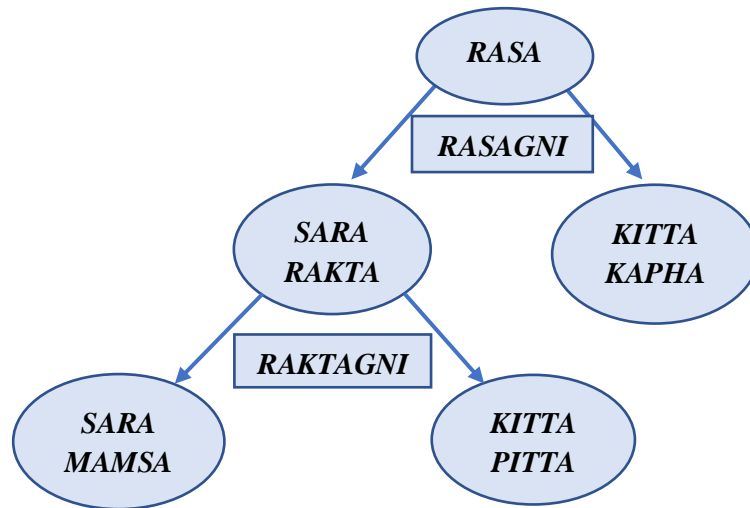 RASA
RASAGNI
SARA
RAKTA
KITTA
KAPHA
RAKTAGNI
SARA
MAMSA
KITTA
PITTA